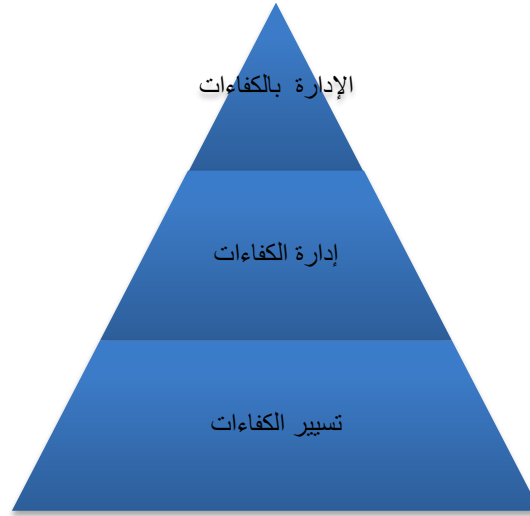 الإدارة بالكفاءات
إدارة الكفاءات
تسيير الكفاءات